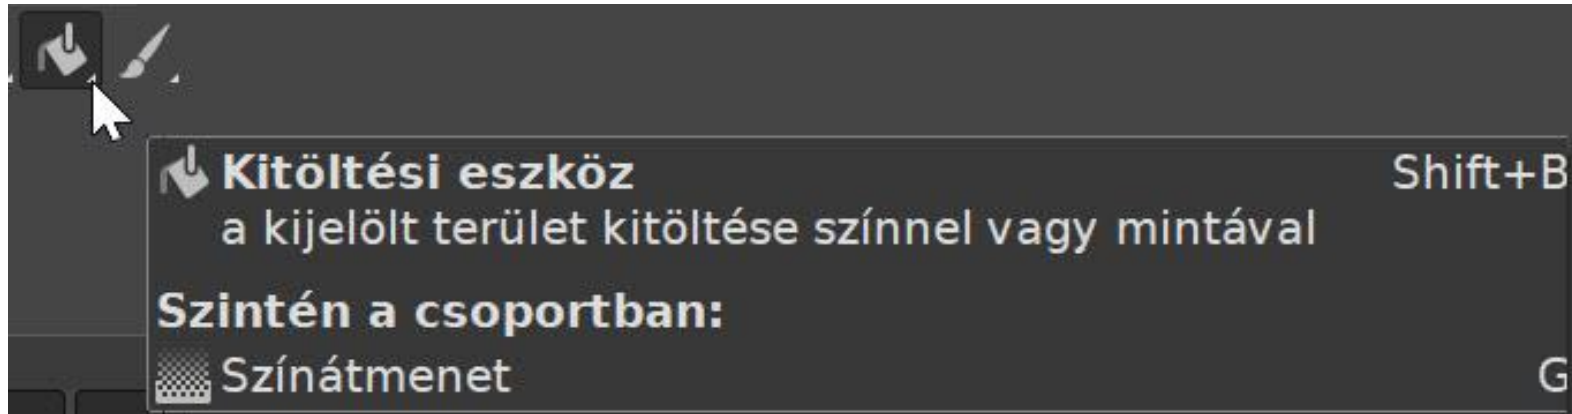 Kitöltési eszköz Shift+B
a kijelölt terület kitöltése színnel vagy mintával
Szintén a csoportban:
Színátmenet G